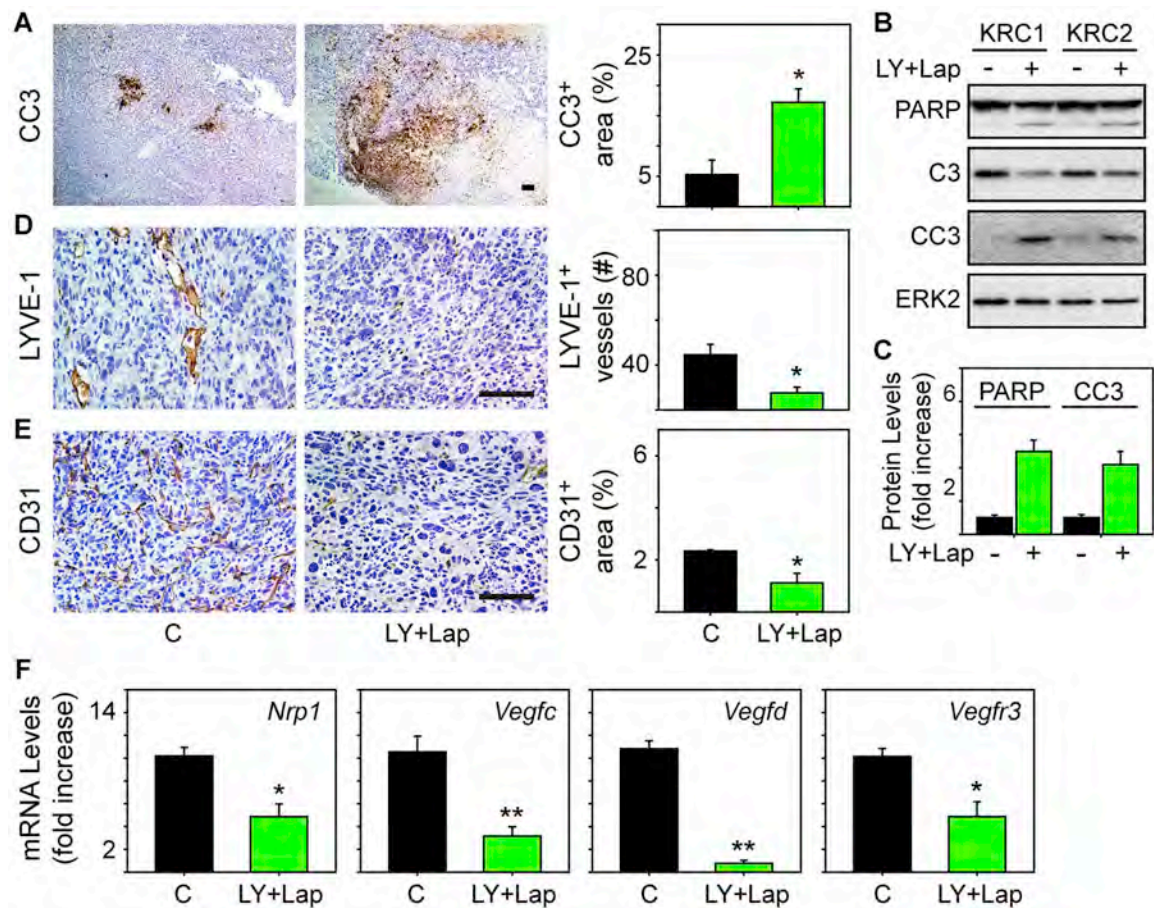 A
CC3
CC3+
area (%)
25
5
*
B
KRC1 KRC2
LY+Lap - + - +
PARP
C3
CC3
ERK2
D
LYVE-1
LYVE-1+
vessels (#)
80
40
*
C
Protein Levels
(fold increase)
6
2
PARP CC3
LY+Lap - + - +
E
CD31
CD31+
area (%)
6
2
*
C LY+Lap C LY+Lap
F
mRNA Levels
(fold increase)
14
2
Nrp1 Vegfc Vegfd Vegfr3
* ** ** *
C LY+Lap C LY+Lap C LY+Lap C LY+Lap